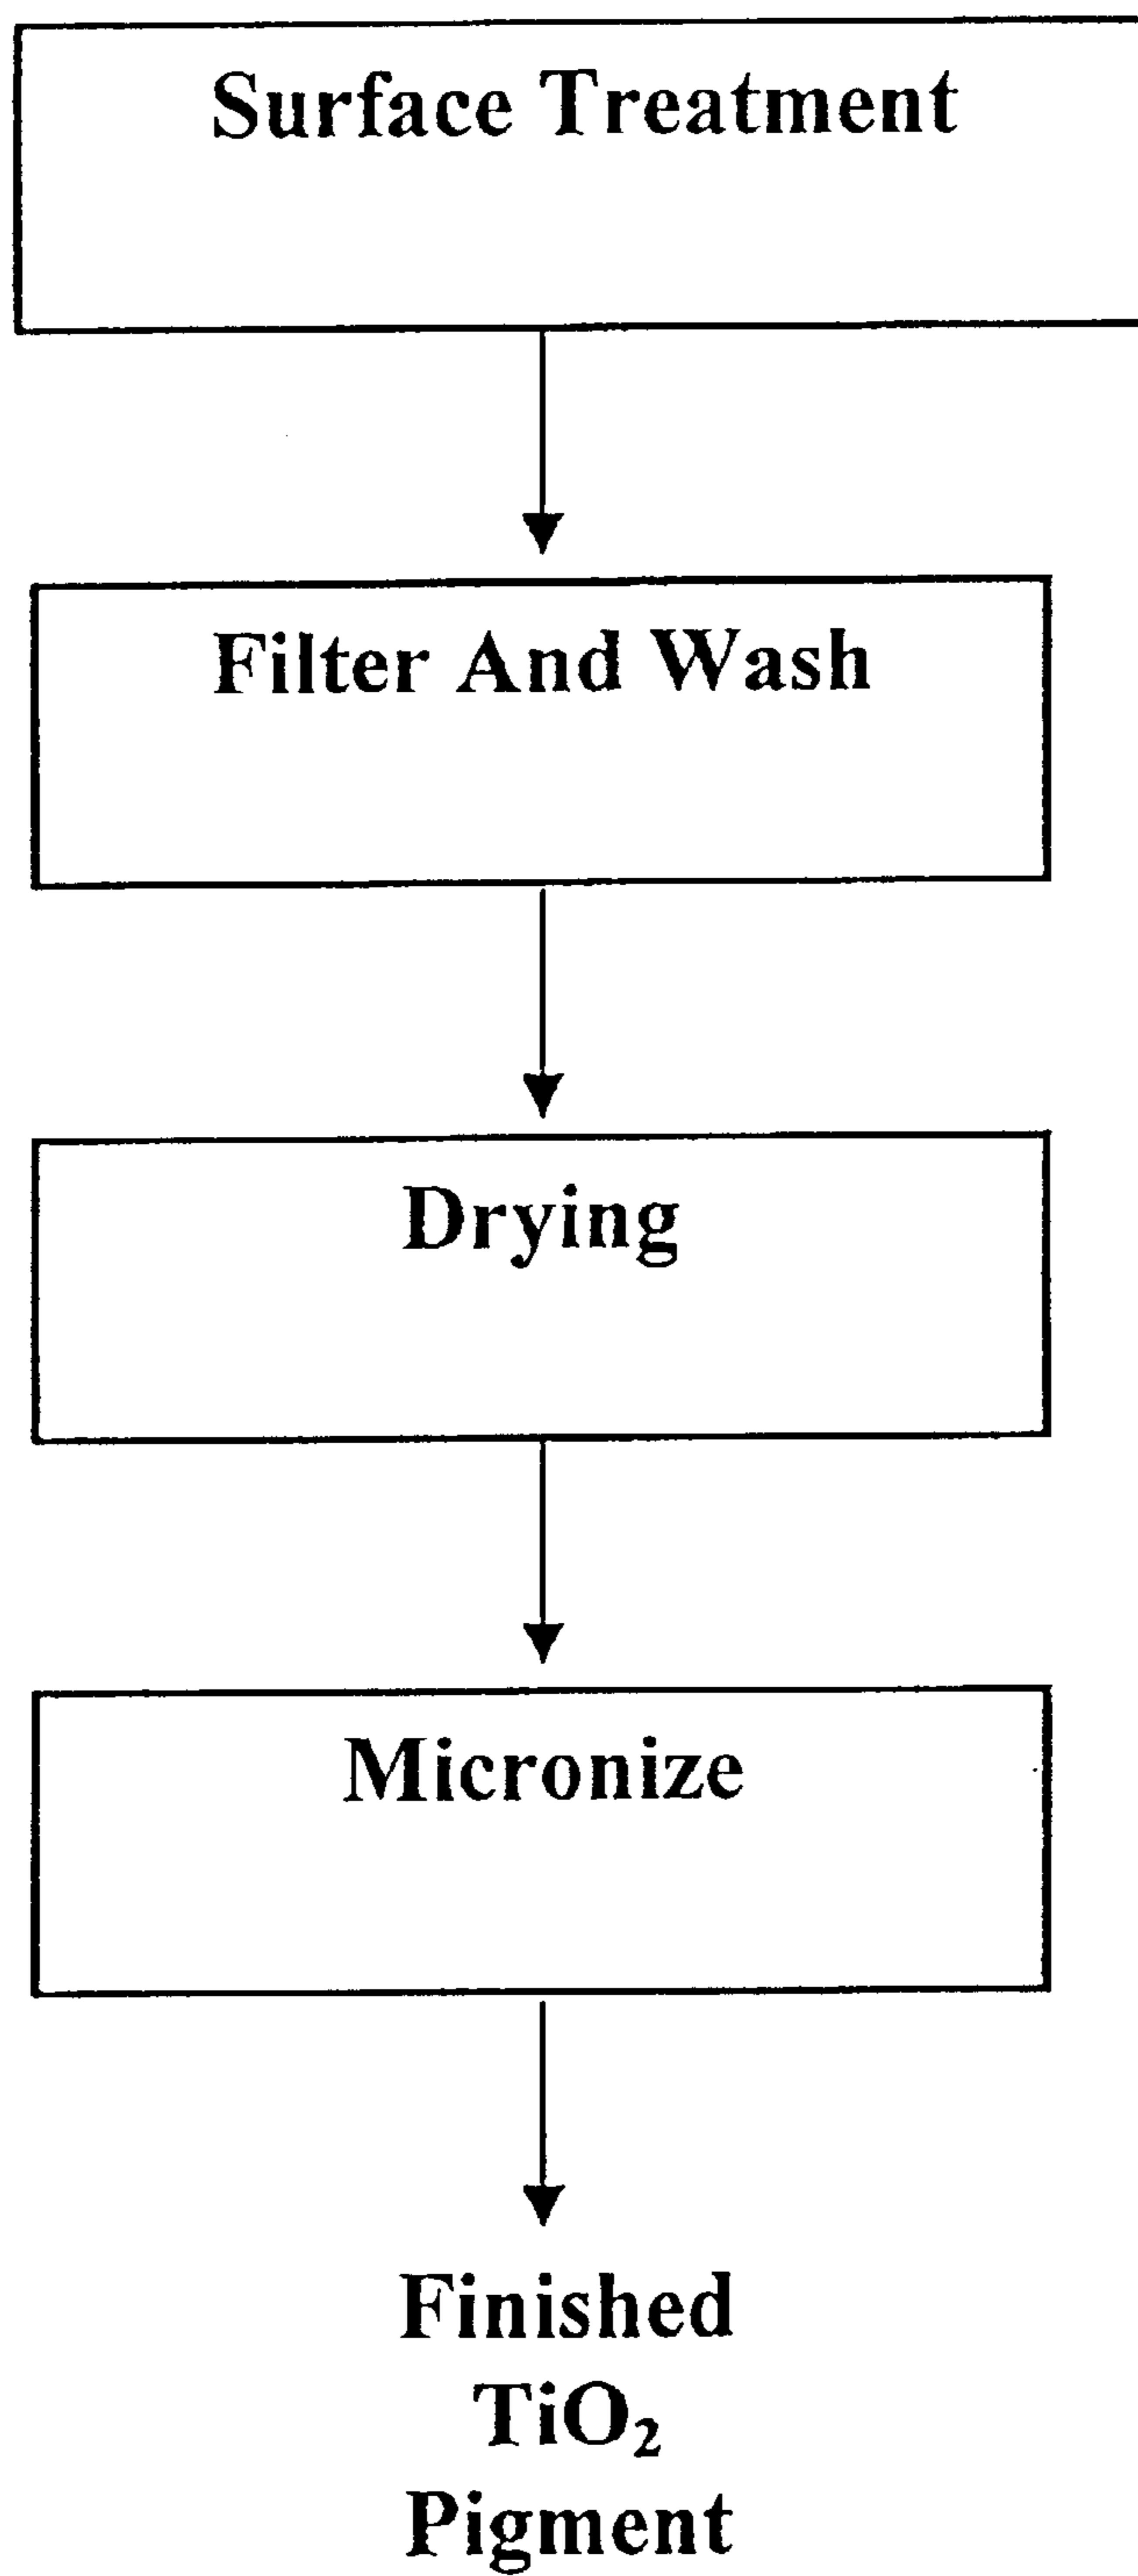 Surface Treatment
Filter And Wash
Drying
Micronize
Finished
TiO₂
Pigment